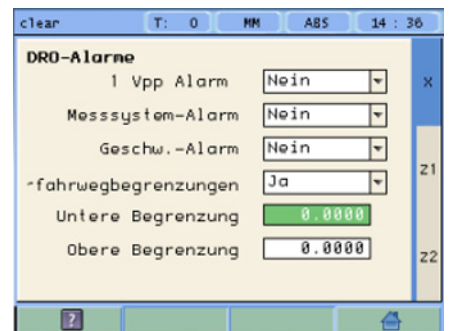 clear T: 0 MM ABS 14 : 36
DRO-Alarme
1 Vpp Alarm Nein
X
Messsystem-Alarm Nein
Geschw.-Alarm Nein
Z1
fahrwegbegrenzungen Ja
Untere Begrenzung 0.0000
Obere Begrenzung 0.0000
Z2
?